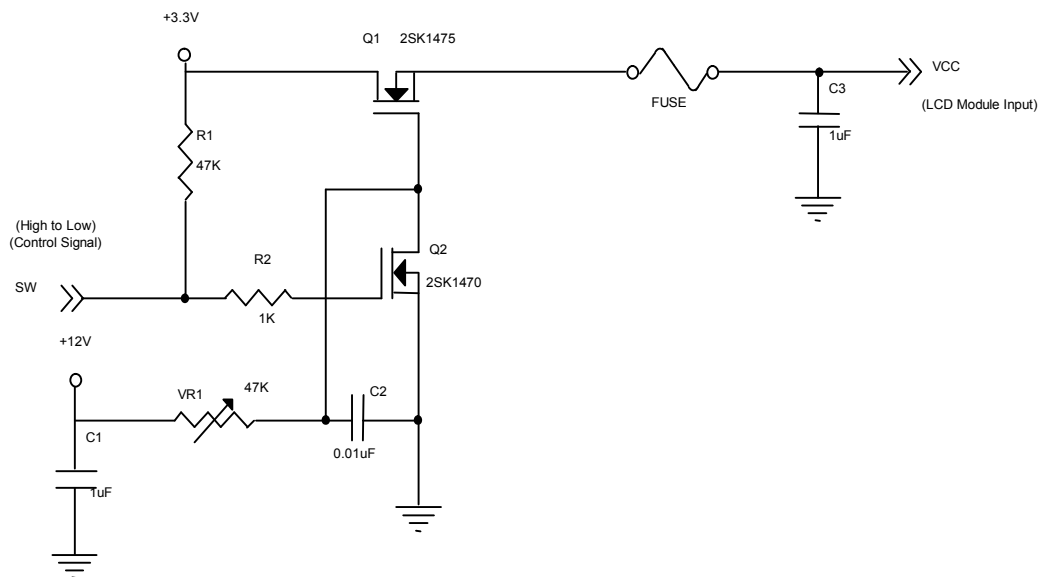 +3.3V
Q1 2SK1475
VCC
FUSE
C3
(LCD Module Input)
1uF
R1
47K
(High to Low)
(Control Signal)
Q2
R2
2SK1470
SW
1K
+12V
VR1
47K
C2
C1
0.01uF
1uF